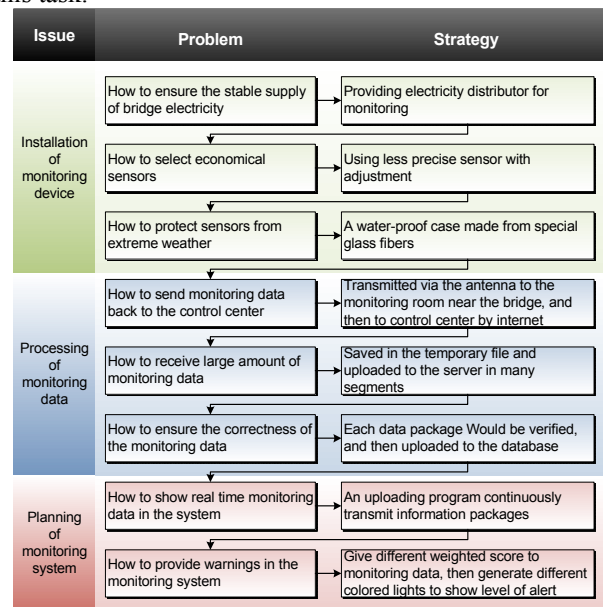 this task.
Issue Problem Strategy
Installation
of
monitoring
device
How to ensure the stable supply
of bridge electricity
Providing electricity distributor for
monitoring
How to select economical
sensors
Using less precise sensor with
adjustment
How to protect sensors from
extreme weather
A water-proof case made from special
glass fibers
Processing
of
monitoring
data
How to send monitoring data
back to the control center
Transmitted via the antenna to the
monitoring room near the bridge, and
then to control center by internet
How to receive large amount of
monitoring data
Saved in the temporary file and
uploaded to the server in many
segments
How to ensure the correctness of
the monitoring data
Each data package Would be verified,
and then uploaded to the database
Planning
of
monitoring
system
How to show real time monitoring
data in the system
An uploading program continuously
transmit information packages
How to provide warnings in the
monitoring system
Give different weighted score to
monitoring data, then generate different
colored lights to show level of alert